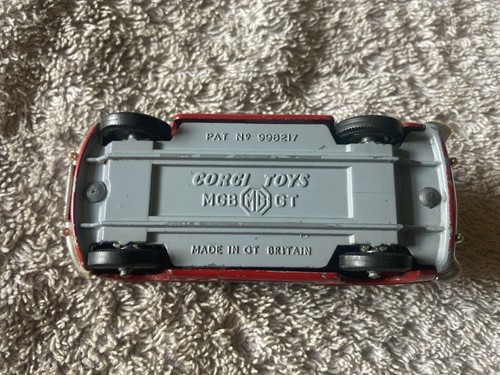 PAT. Nº 998217
CORGI TOYS
MGB MG GT
MADE IN GT BRITAIN